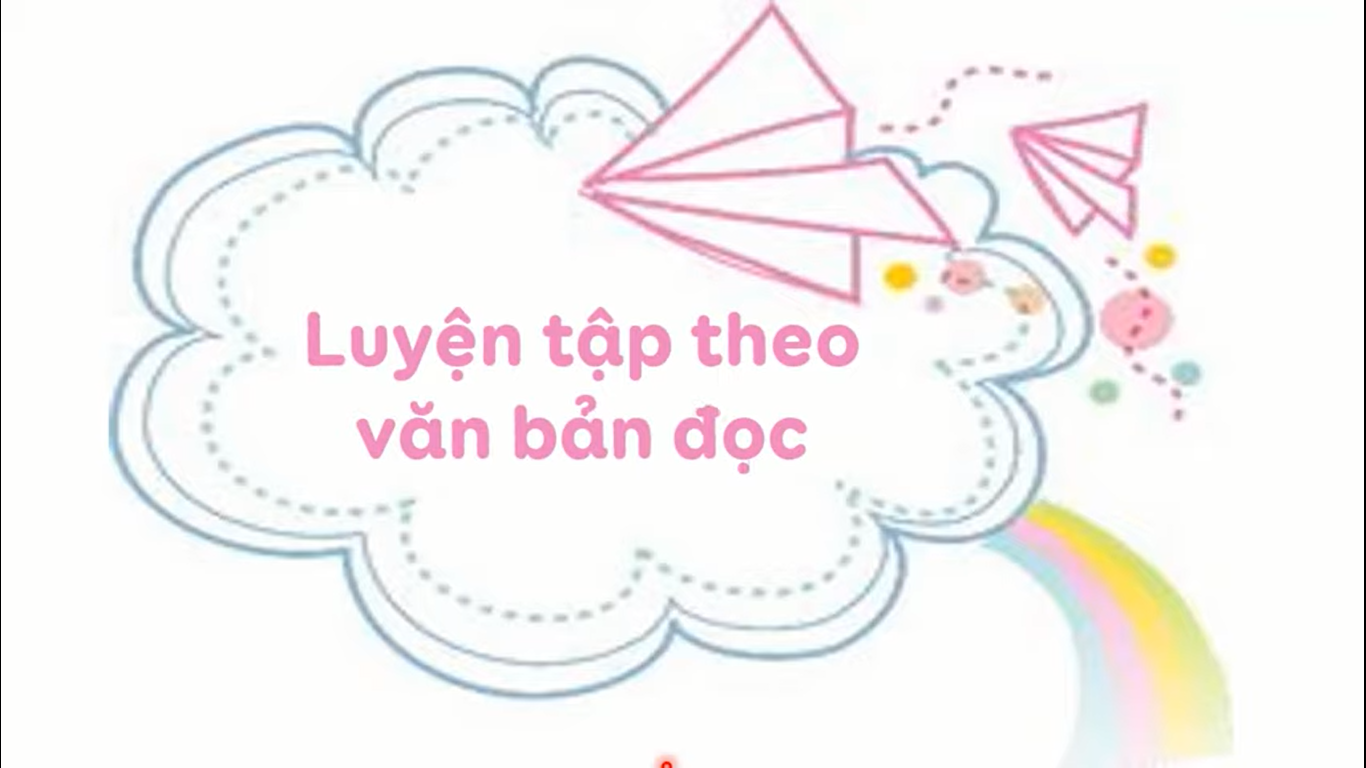 Luyện tập theo
văn bản đọc